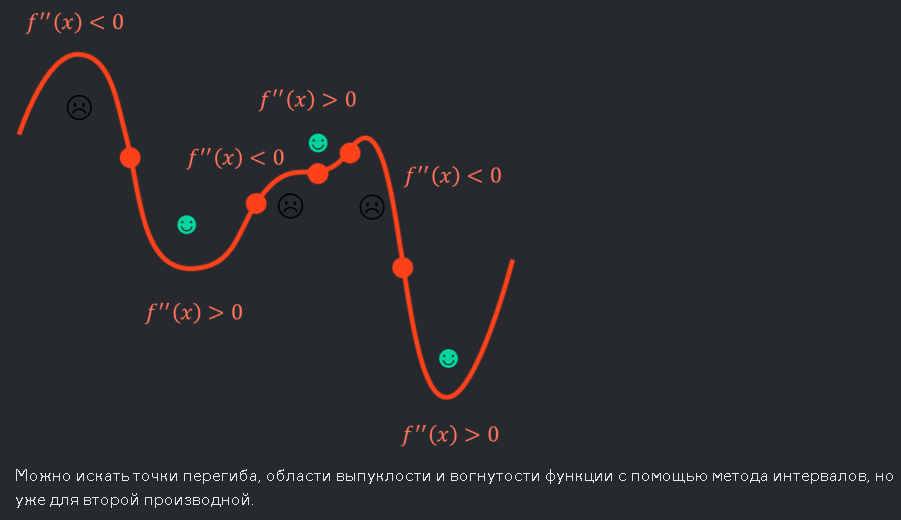 f''(x) < 0
f''(x) > 0
f''(x) < 0
f''(x) < 0
f''(x) > 0
f''(x) > 0
Можно искать точки перегиба, области выпуклости и вогнутости функции с помощью метода интервалов, но
уже для второй производной.